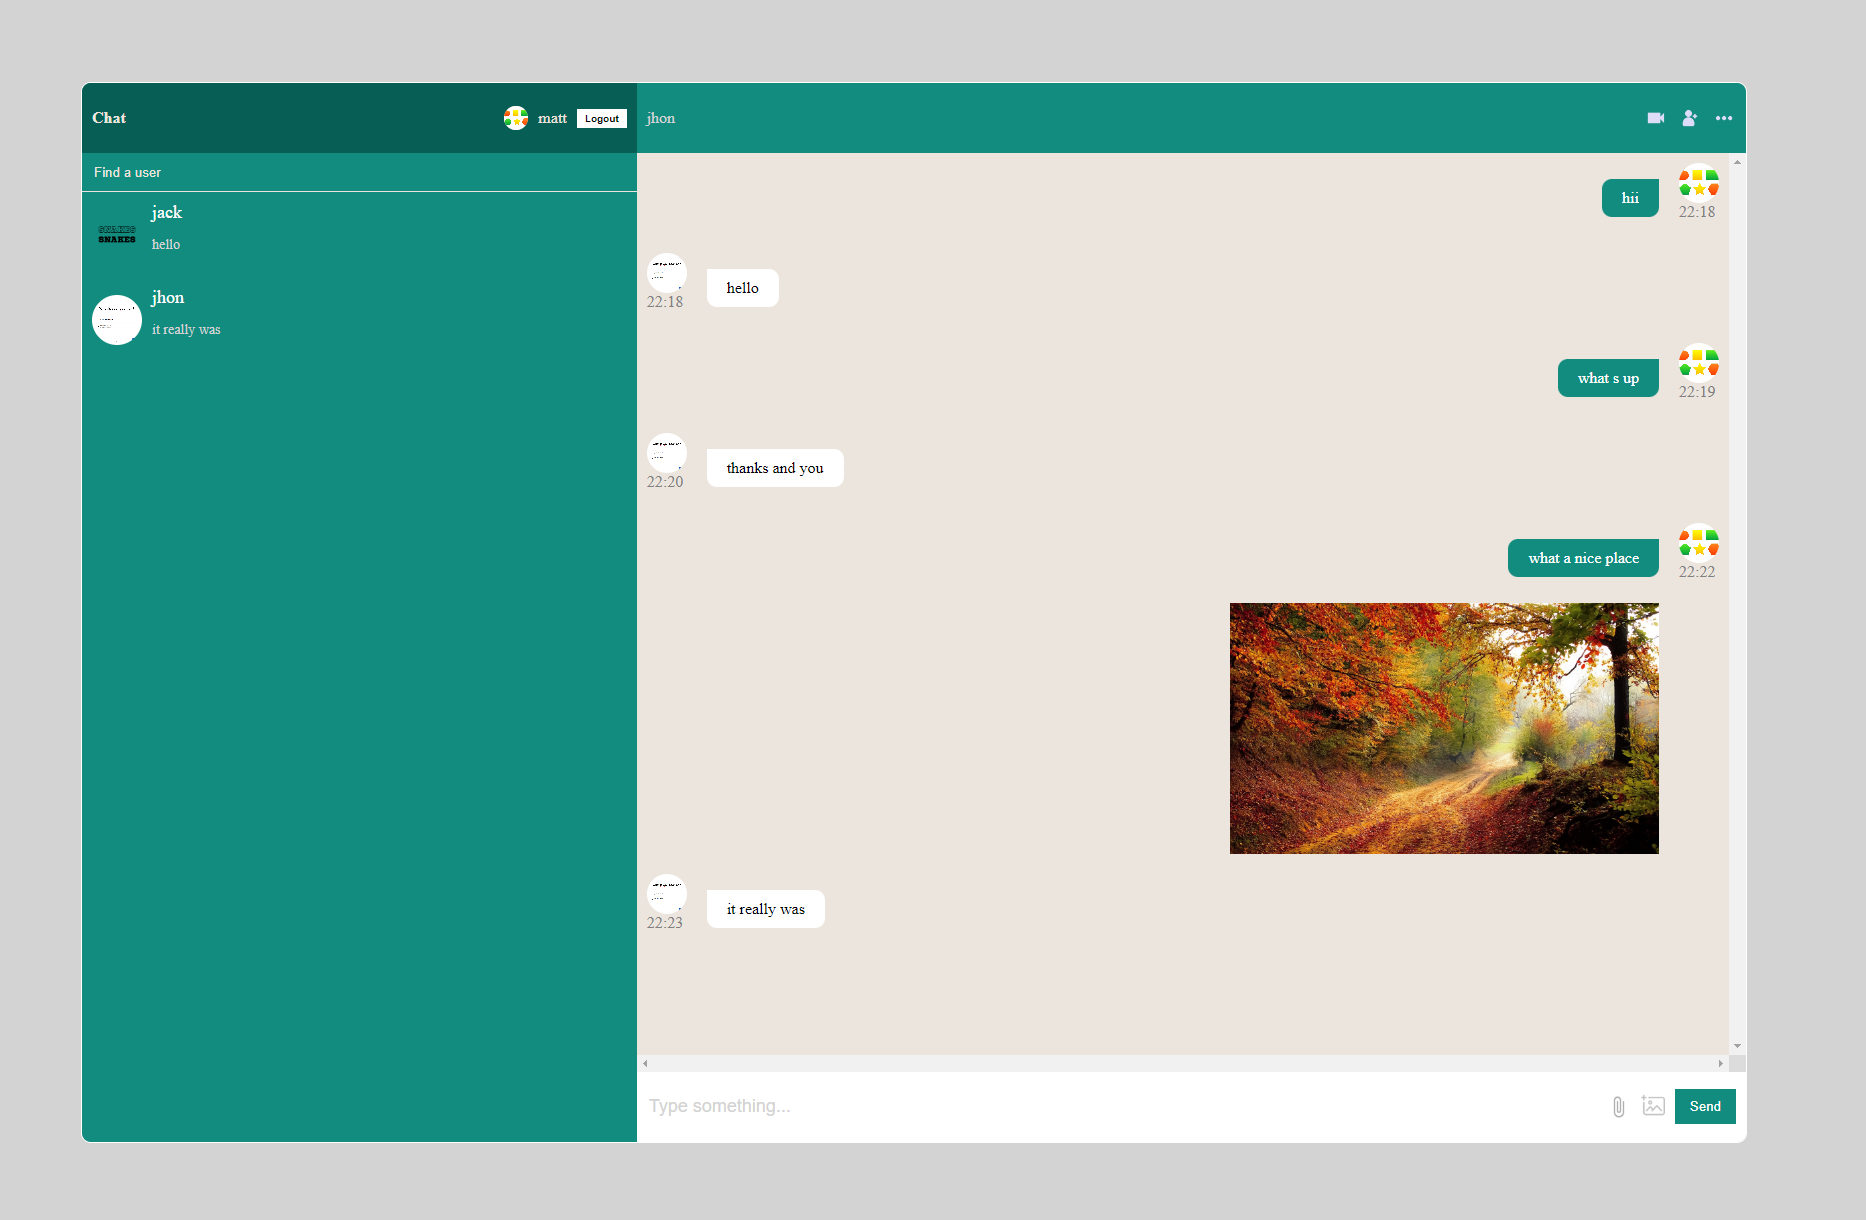 Chat
matt
Logout
jhon
Find a user
SNAKES
SNAKES
jack
hello
jhon
it really was
hii
22:18
hello
22:18
what s up
22:19
thanks and you
22:20
what a nice place
22:22
it really was
22:23
Type something...
Send